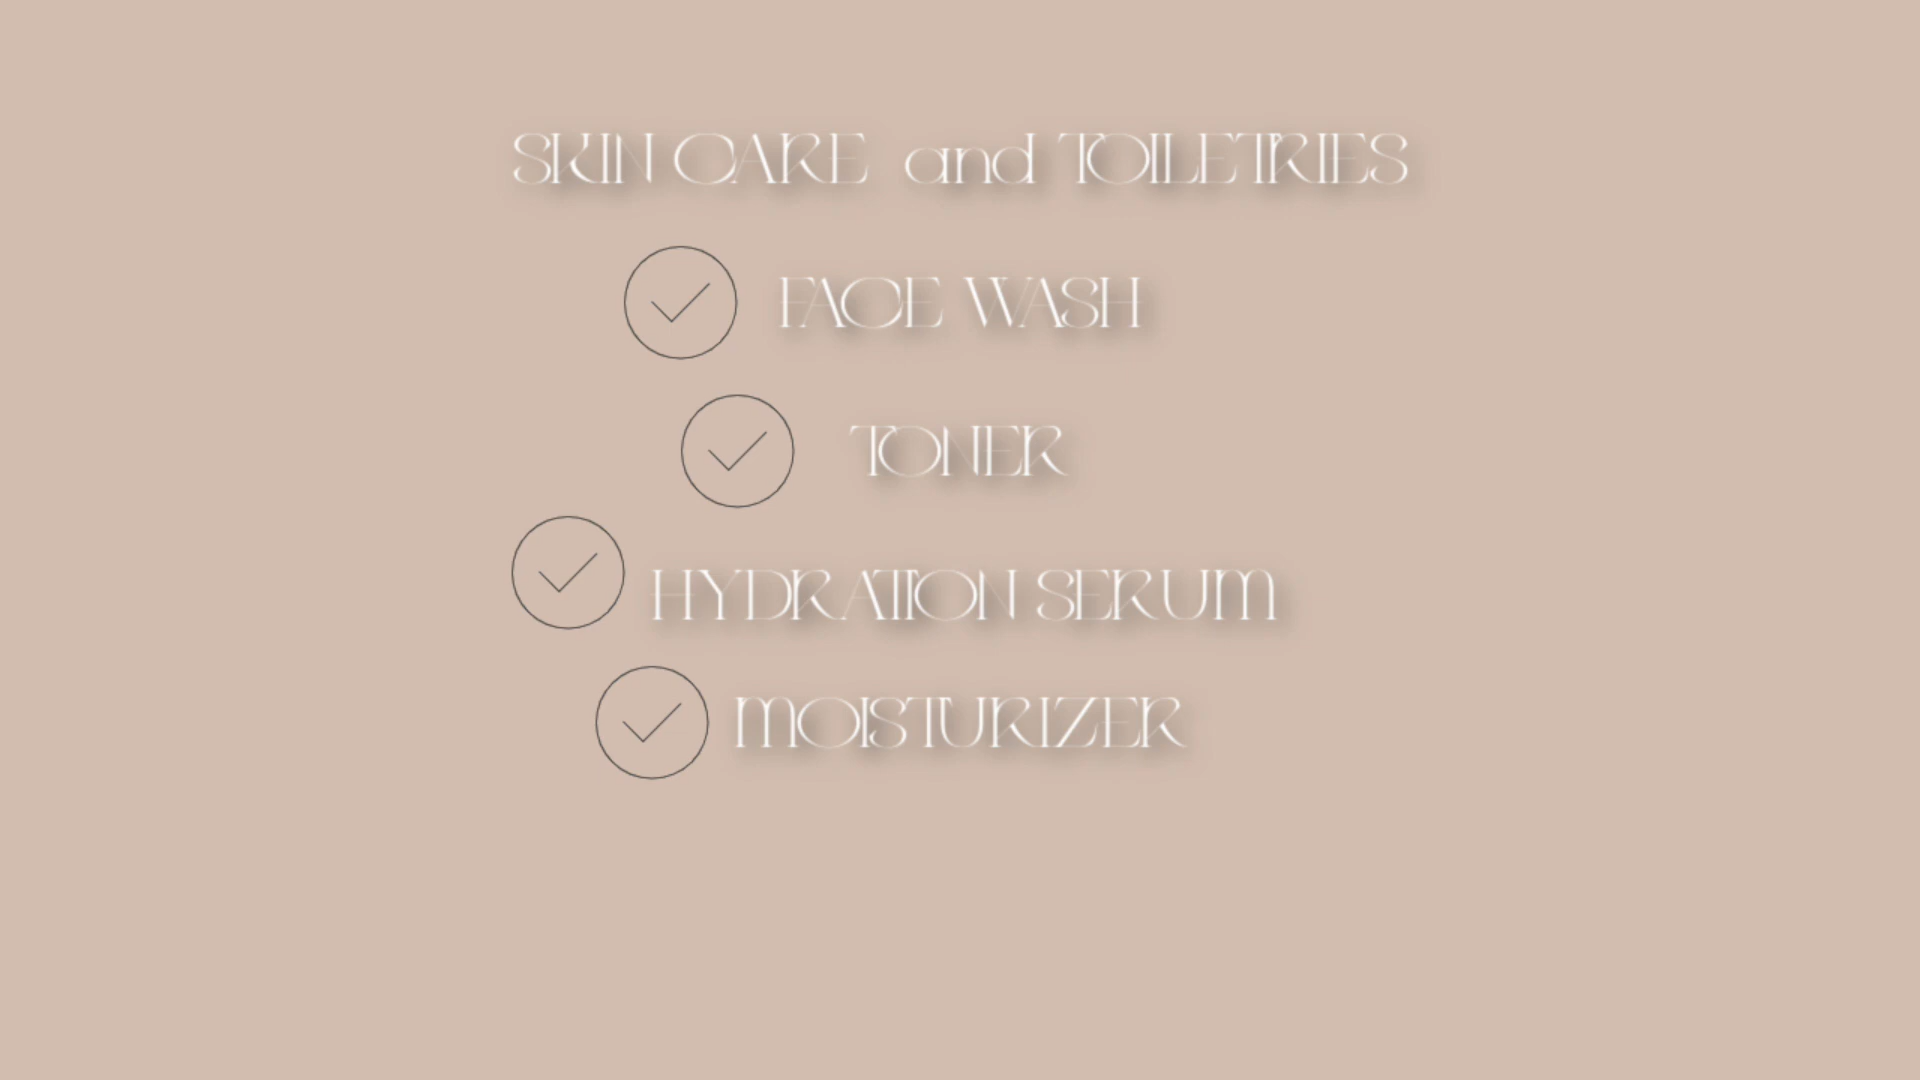 SKIN CARE and TOILETRIES
FACE WASH
TONER
HYDRATION SERUM
MOISTURIZER